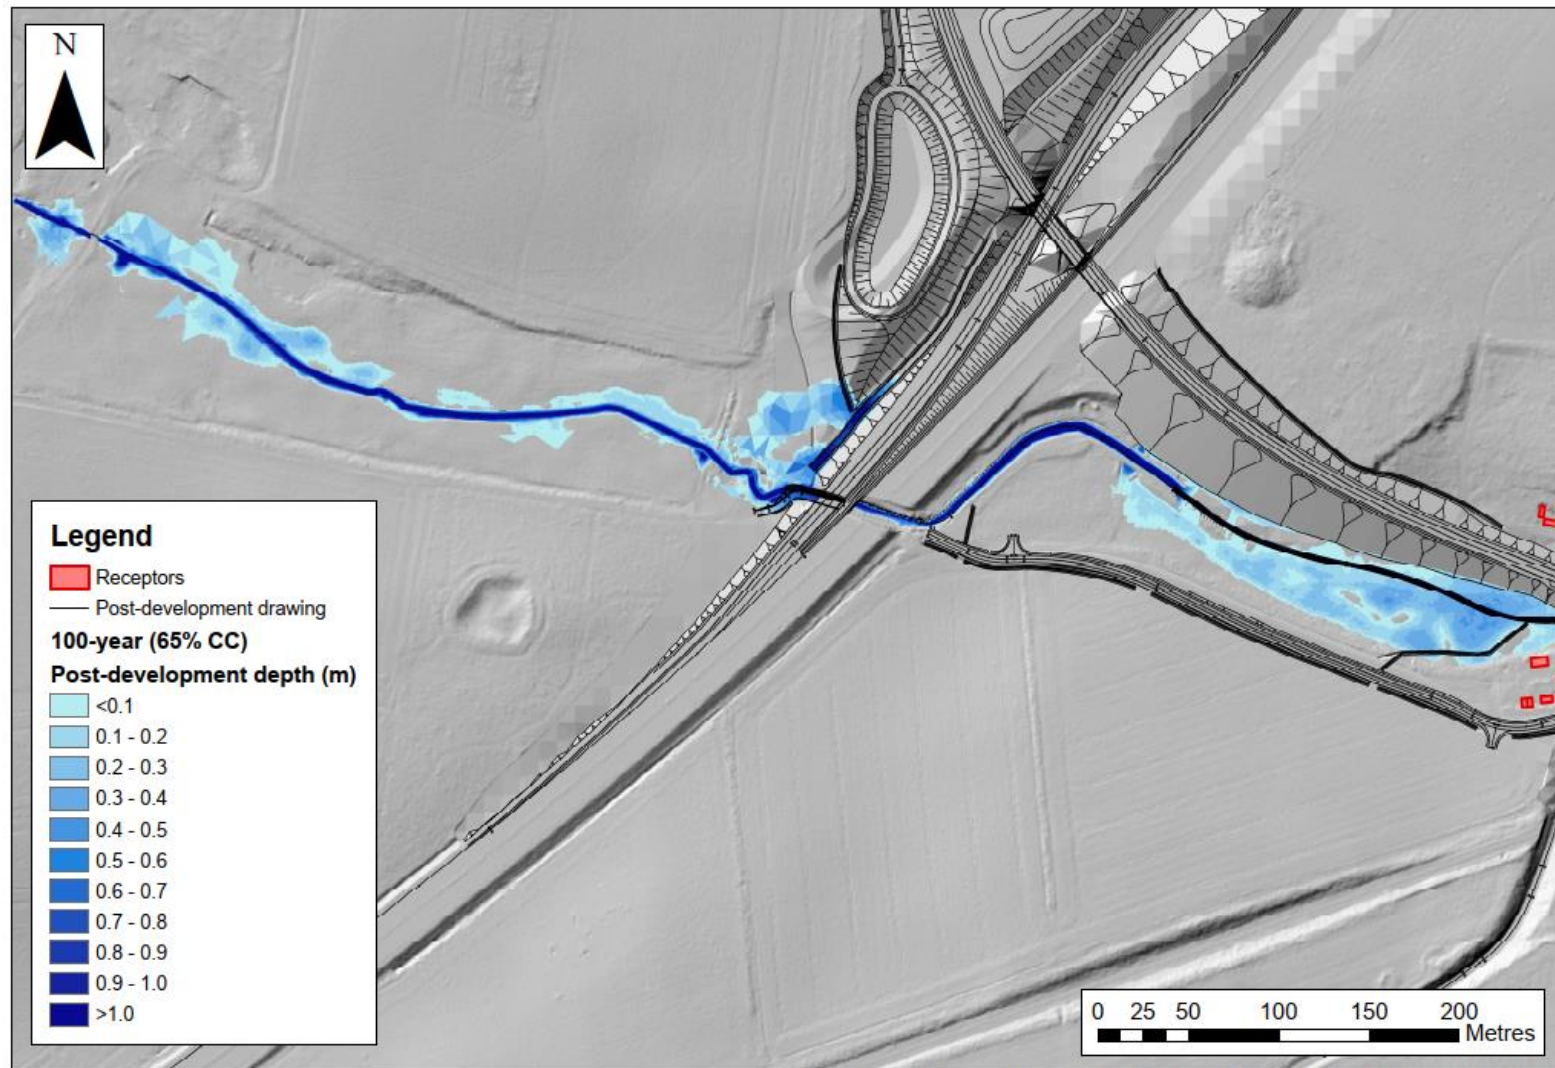 N
Legend
Receptors
Post-development drawing
100-year (65% CC)
Post-development depth (m)
<0.1
0.1 - 0.2
0.2 - 0.3
0.3 - 0.4
0.4 - 0.5
0.5 - 0.6
0.6 - 0.7
0.7 - 0.8
0.8 - 0.9
0.9 - 1.0
>1.0
0 25 50 100 150 200
Metres